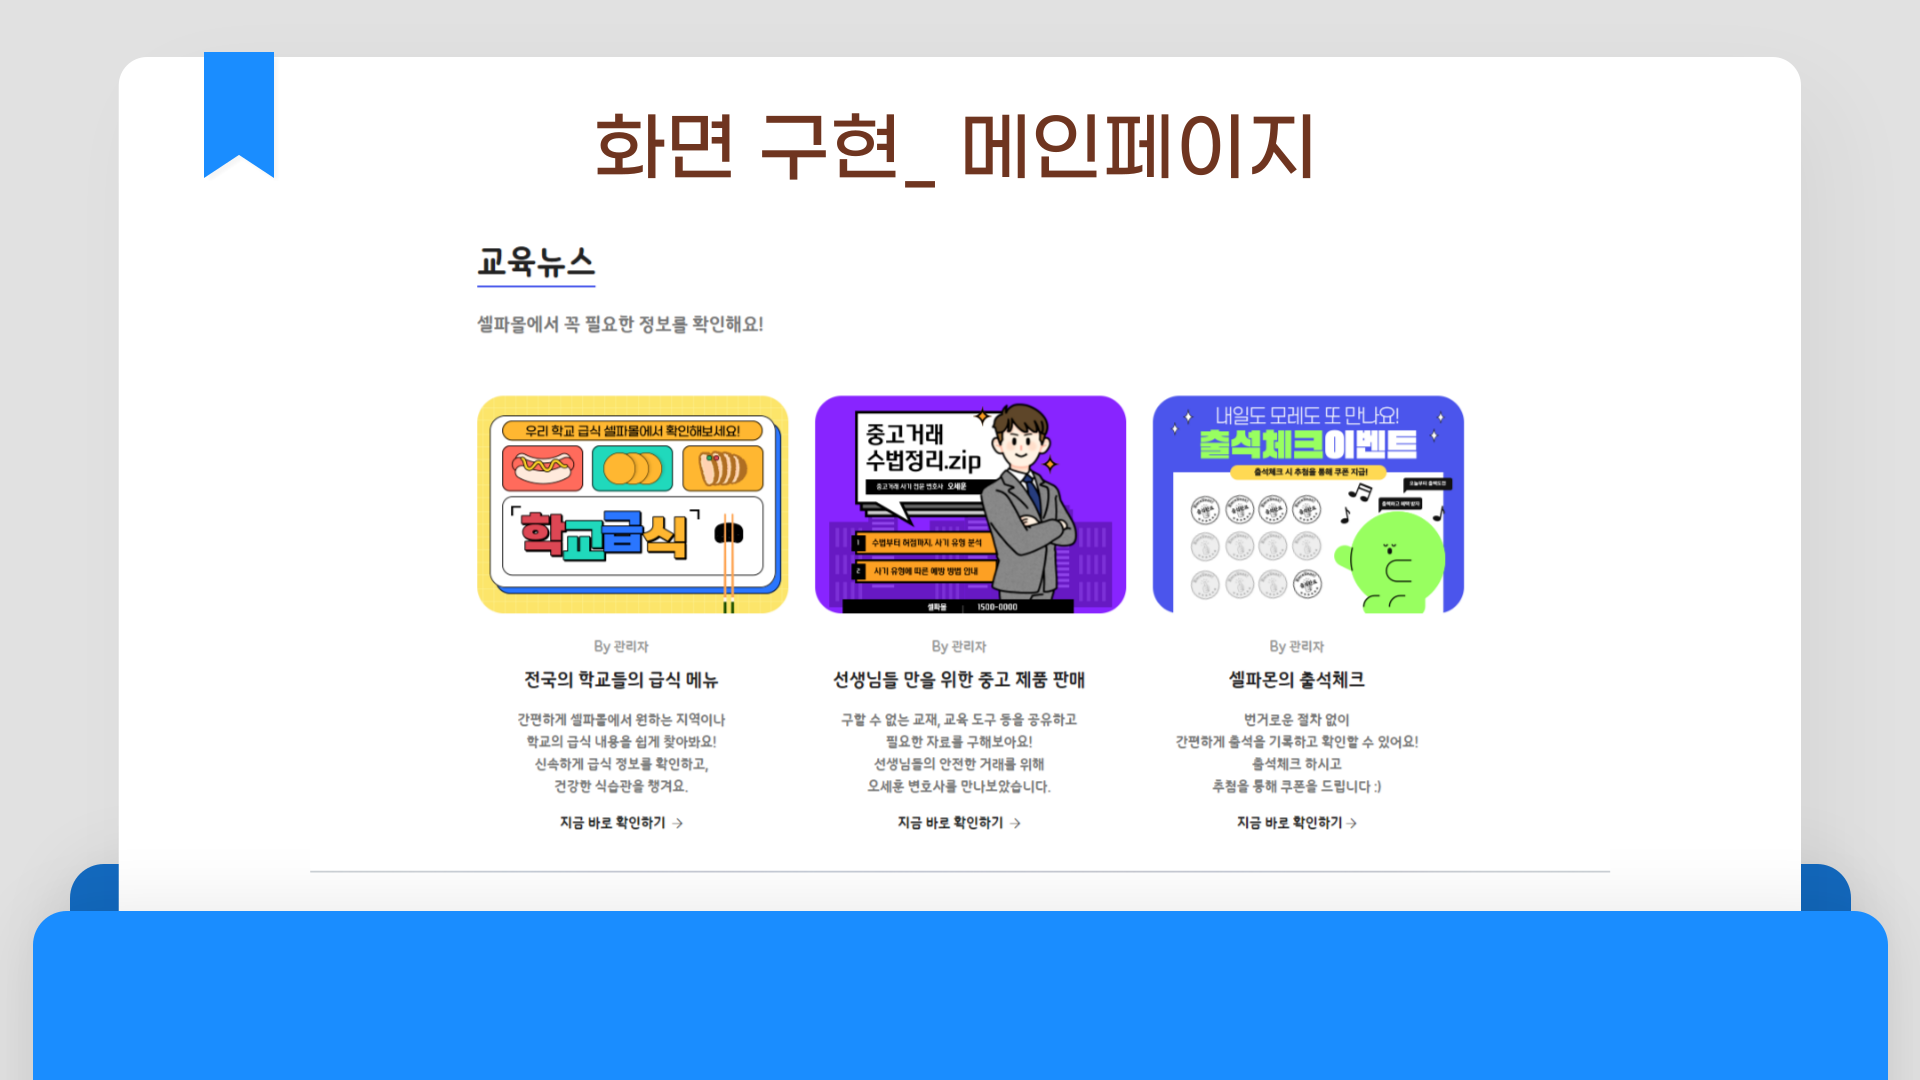 화면 구현_ 메인페이지
교육뉴스
셀파몰에서 꼭 필요한 정보를 확인해요!
우리 학교 급식 셀파몰에서 확인해보세요!
학교급식
By 관리자
전국의 학교들의 급식 메뉴
간편하게 셀파몰에서 원하는 지역이나
학교의 급식 내용을 쉽게 찾아봐요!
신속하게 급식 정보를 확인하고,
건강한 식습관을 챙겨요.
지금 바로 확인하기 →
중고거래
수법정리.zip
중고거래 사기 전문 변호사 오세훈
1 수법부터 허점까지. 사기 유형 분석
2 사기 유형에 따른 예방 방법 안내
셀파몰 | 1500-0000
By 관리자
선생님들 만을 위한 중고 제품 판매
구할 수 없는 교재, 교육 도구 등을 공유하고
필요한 자료를 구해보아요!
선생님들의 안전한 거래를 위해
오세훈 변호사를 만나보았습니다.
지금 바로 확인하기 →
내일도 모레도 또 만나요!
출석체크이벤트
출석체크 시 추첨을 통해 쿠폰 지급!
By 관리자
셀파몬의 출석체크
번거로운 절차 없이
간편하게 출석을 기록하고 확인할 수 있어요!
출석체크 하시고
추첨을 통해 쿠폰을 드립니다 :)
지금 바로 확인하기 →